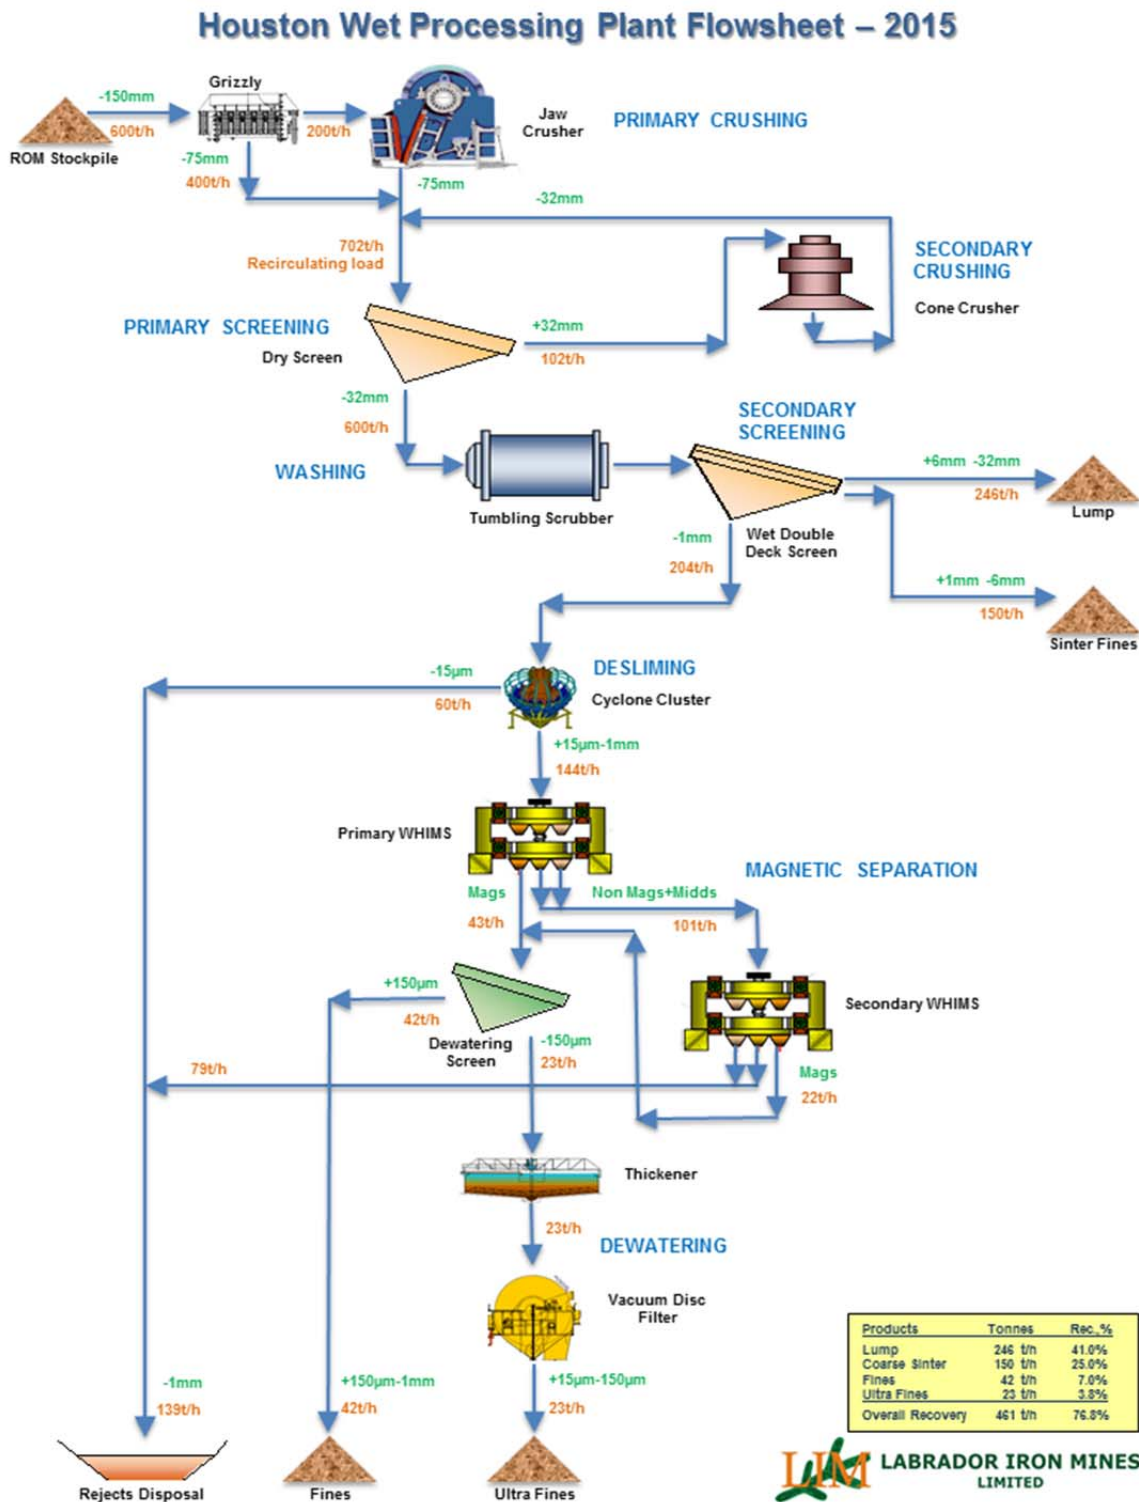 Houston Wet Processing Plant Flowsheet – 2015
-150mm
600t/h
ROM Stockpile
Grizzly
200t/h
Jaw
Crusher
PRIMARY CRUSHING
-75mm
400t/h
-75mm
-32mm
702t/h
Recirculating load
SECONDARY
CRUSHING
Cone Crusher
PRIMARY SCREENING
Dry Screen
+32mm
102t/h
-32mm
600t/h
WASHING
Tumbling Scrubber
SECONDARY
SCREENING
Wet Double
Deck Screen
+6mm -32mm
246t/h
Lump
-1mm
204t/h
+1mm -6mm
150t/h
Sinter Fines
DESLIMING
Cyclone Cluster
-15µm
60t/h
+15µm-1mm
144t/h
Primary WHIMS
MAGNETIC SEPARATION
Mags
43t/h
Non Mags+Midds
101t/h
Secondary WHIMS
+150µm
42t/h
Dewatering
Screen
-150µm
23t/h
79t/h
Mags
22t/h
Thickener
23t/h
DEWATERING
Vacuum Disc
Filter
-1mm
139t/h
Rejects Disposal
+150µm-1mm
42t/h
Fines
+15µm-150µm
23t/h
Ultra Fines
Products Tonnes Rec.,%
Lump 246 t/h 41.0%
Coarse Sinter 150 t/h 25.0%
Fines 42 t/h 7.0%
Ultra Fines 23 t/h 3.8%
Overall Recovery 461 t/h 76.8%
LIM
LABRADOR IRON MINES
LIMITED